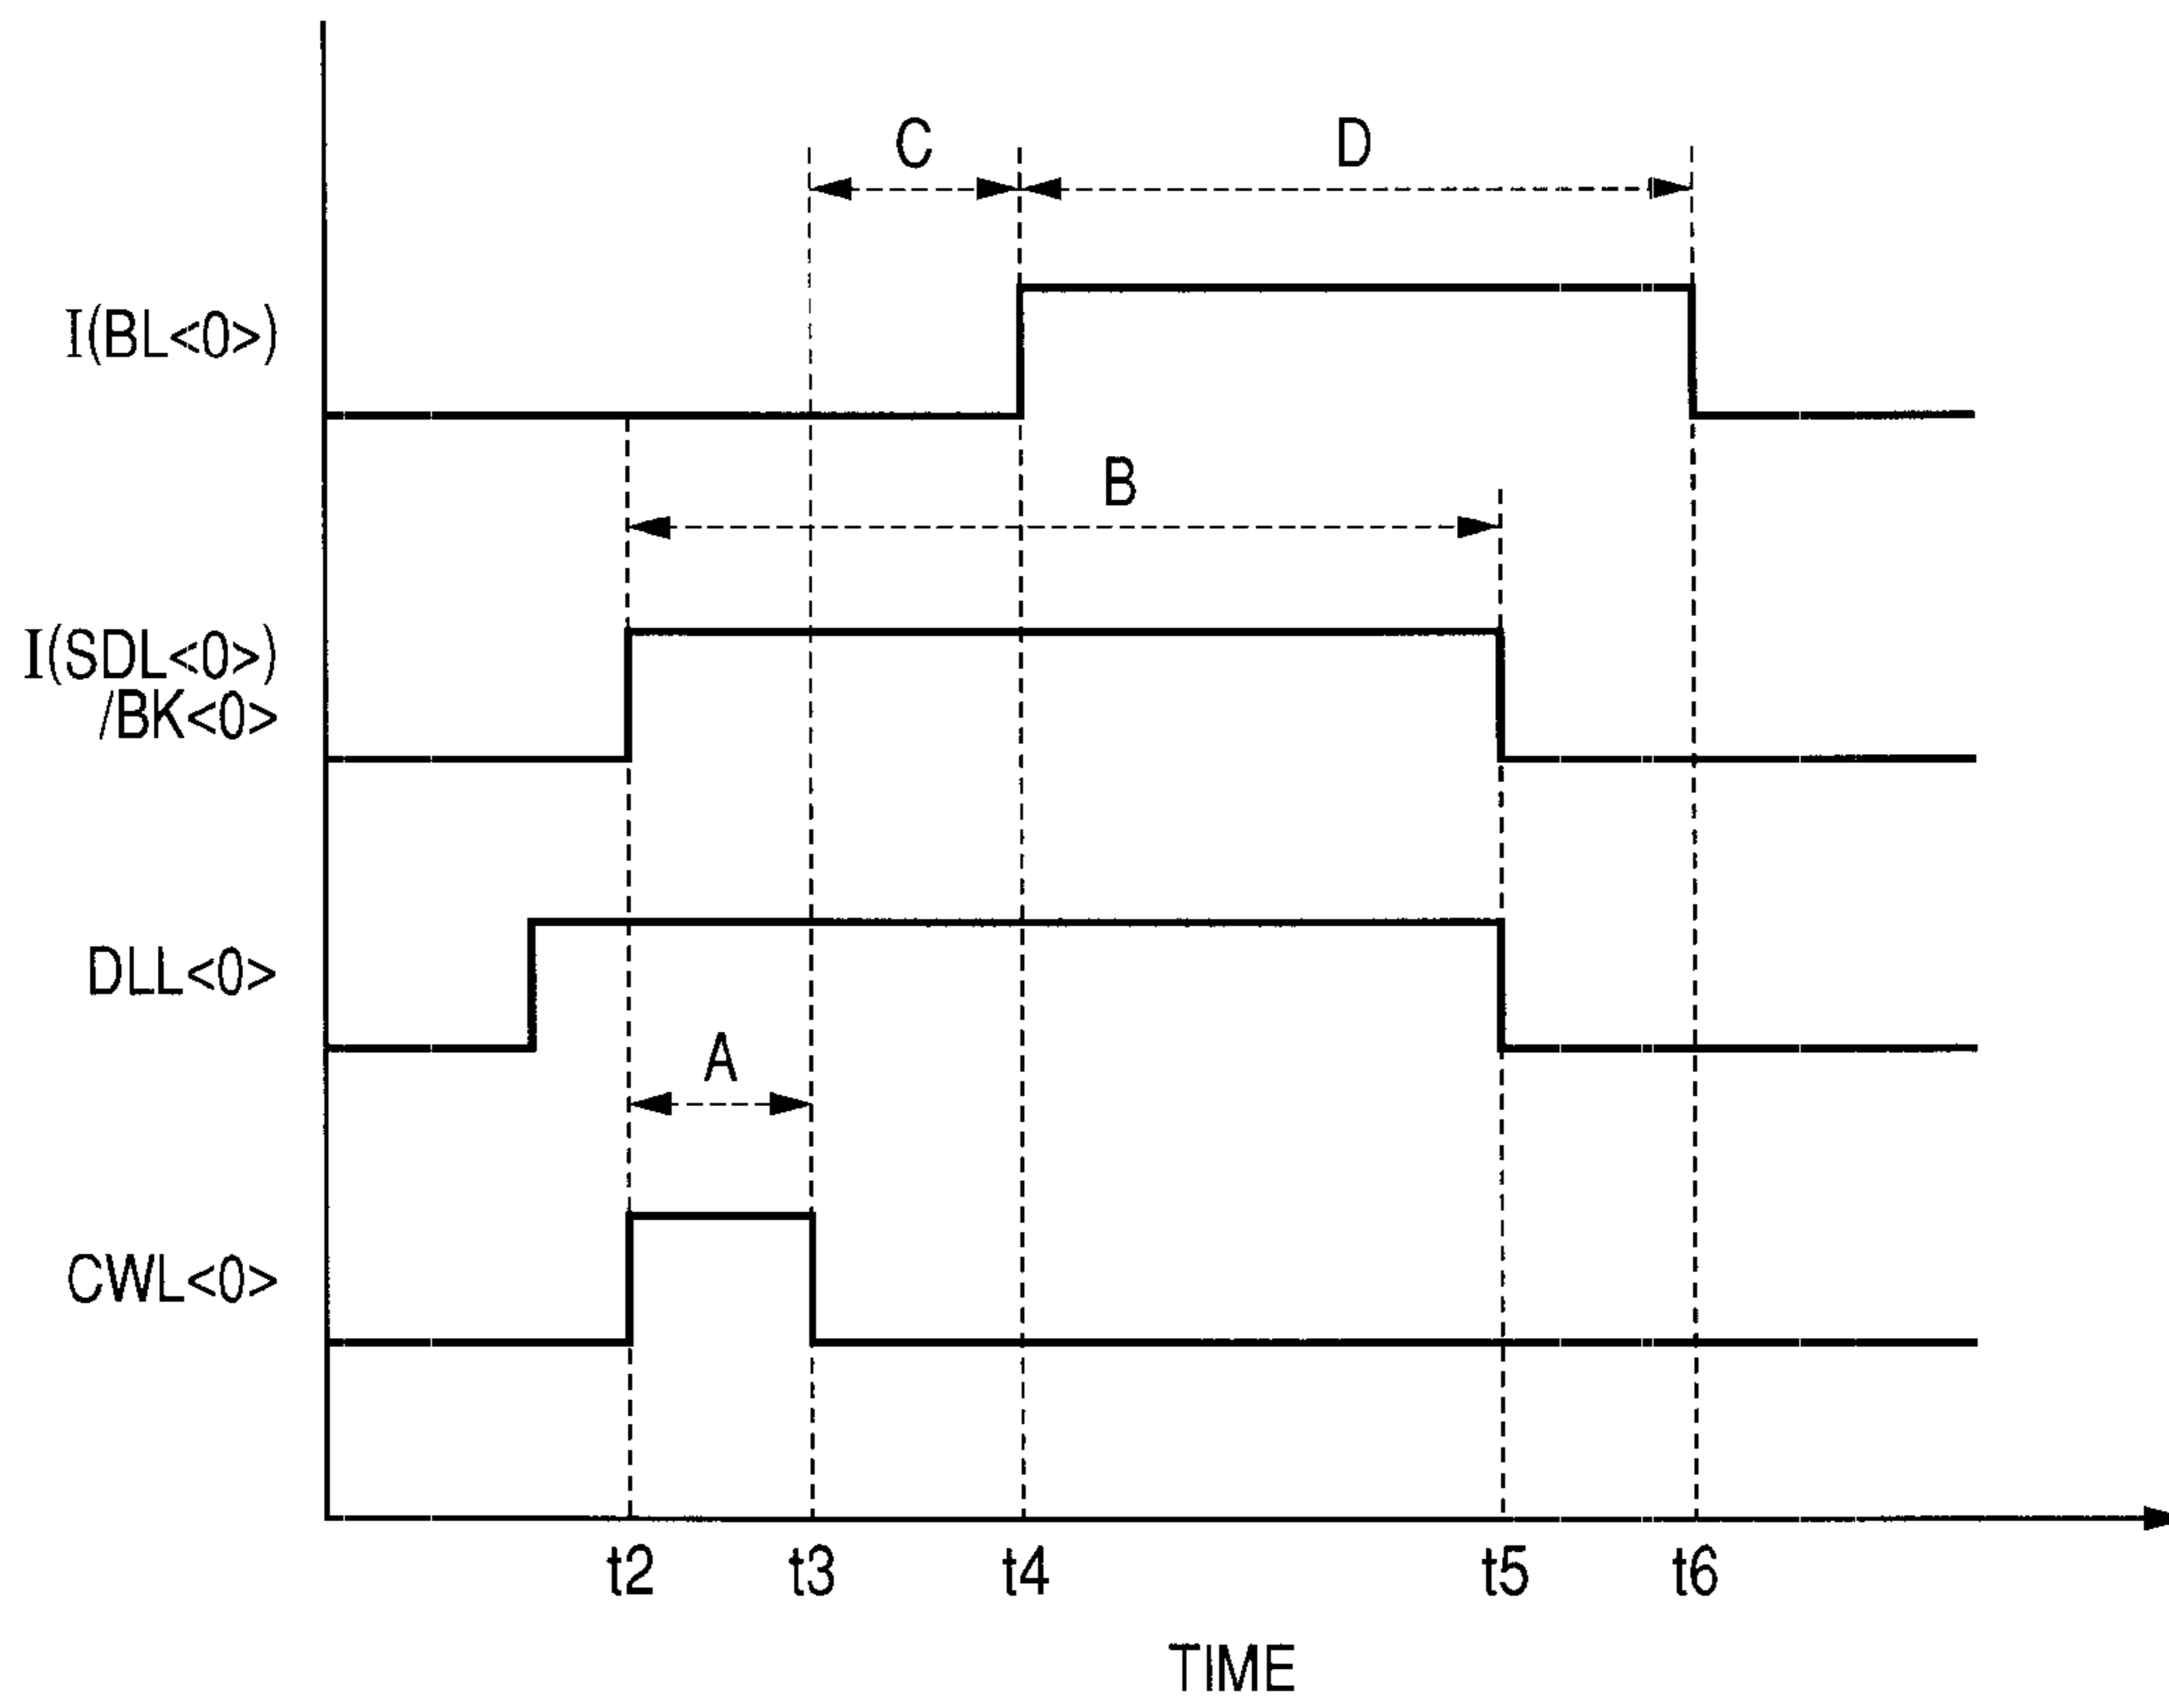 C
D
I(BL<0>)
B
I(SDL<0>)
/BK<0>
DLL<0>
A
CWL<0>
t2 t3 t4 t5 t6
TIME